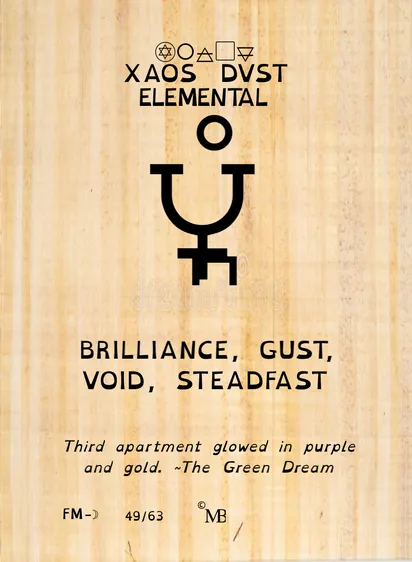 XAOS DVST
ELEMENTAL
BRILLIANCE, GUST,
VOID, STEADFAST
Third apartment glowed in purple
and gold. ~The Green Dream
FM-☽ 49/63 © MB